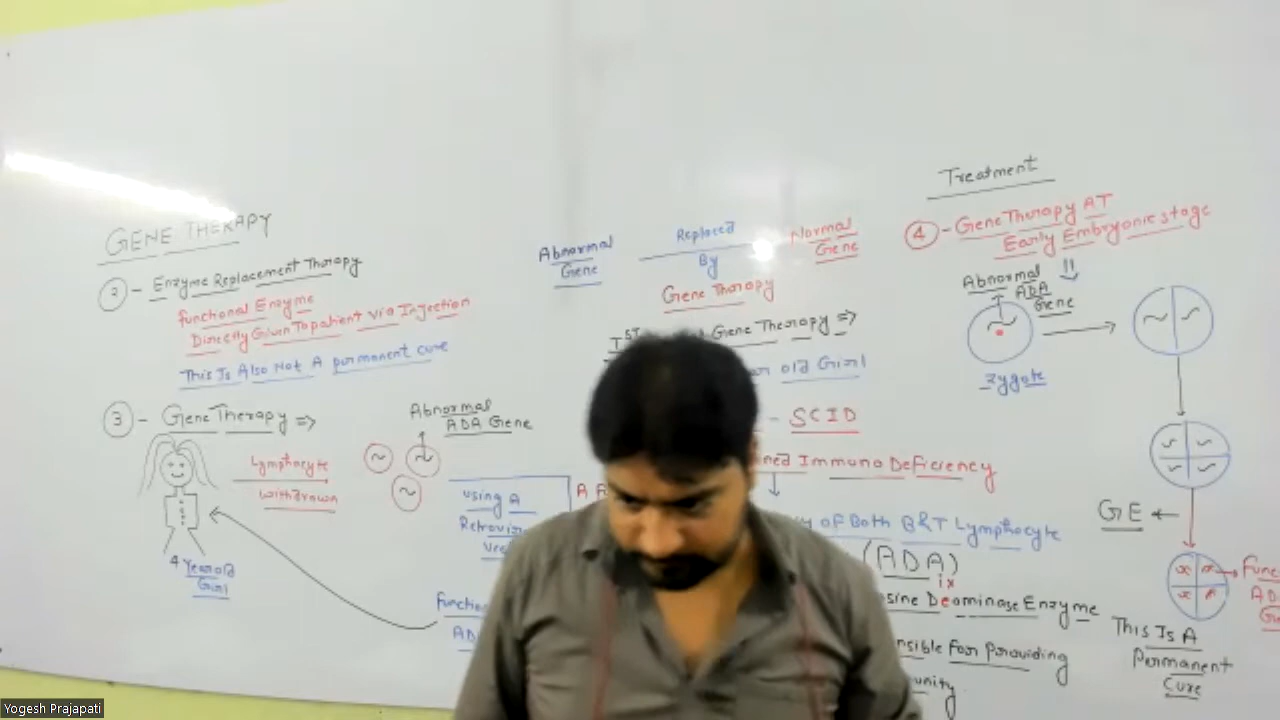 GENE THERAPY
2 - Enzyme Replacement Therapy
functional Enzyme
Directly Given To patient via Injection
This Is Also Not A permanent cure
3 - Gene Therapy =>
Abnormal
ADA Gene
Lymphocyte
withdrawn
4 Year old
Girl
using A
Abnormal
Gene
Replaced
By
Gene Therapy
Normal
Gene
1ST
Gene Therapy =>
old Girl
- SCID
Immuno Deficiency
of Both B & T Lymphocyte
(ADA)
ix
Deaminase Enzyme
For Providing
Treatment
4 - Gene Therapy AT
Early Embryonic stage
Abnormal
ADA
Gene
Zygote
GE
This Is A
Permanent
Cure
Yogesh Prajapati